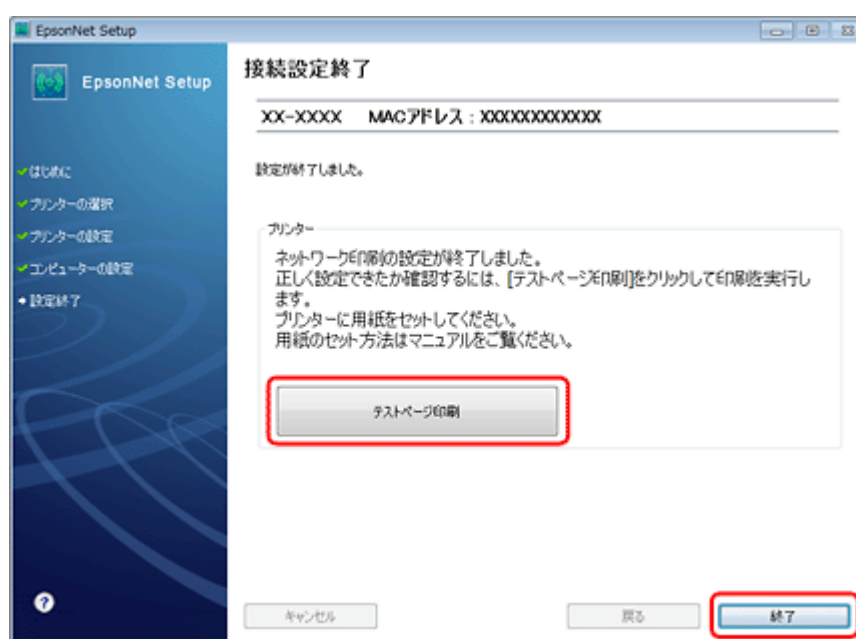 EpsonNet Setup
EpsonNet Setup
接続設定終了
XX-XXXX MACアドレス：XXXXXXXXXXXX
設定が終了しました。
はじめに
プリンターの選択
プリンターの設定
コンピューターの設定
設定終了
プリンター
ネットワーク印刷の設定が終了しました。
正しく設定できたか確認するには、[テストページ印刷]をクリックして印刷を実行し
ます。
プリンターに用紙をセットしてください。
用紙のセット方法はマニュアルをご覧ください。
テストページ印刷
?
キャンセル
戻る
終了